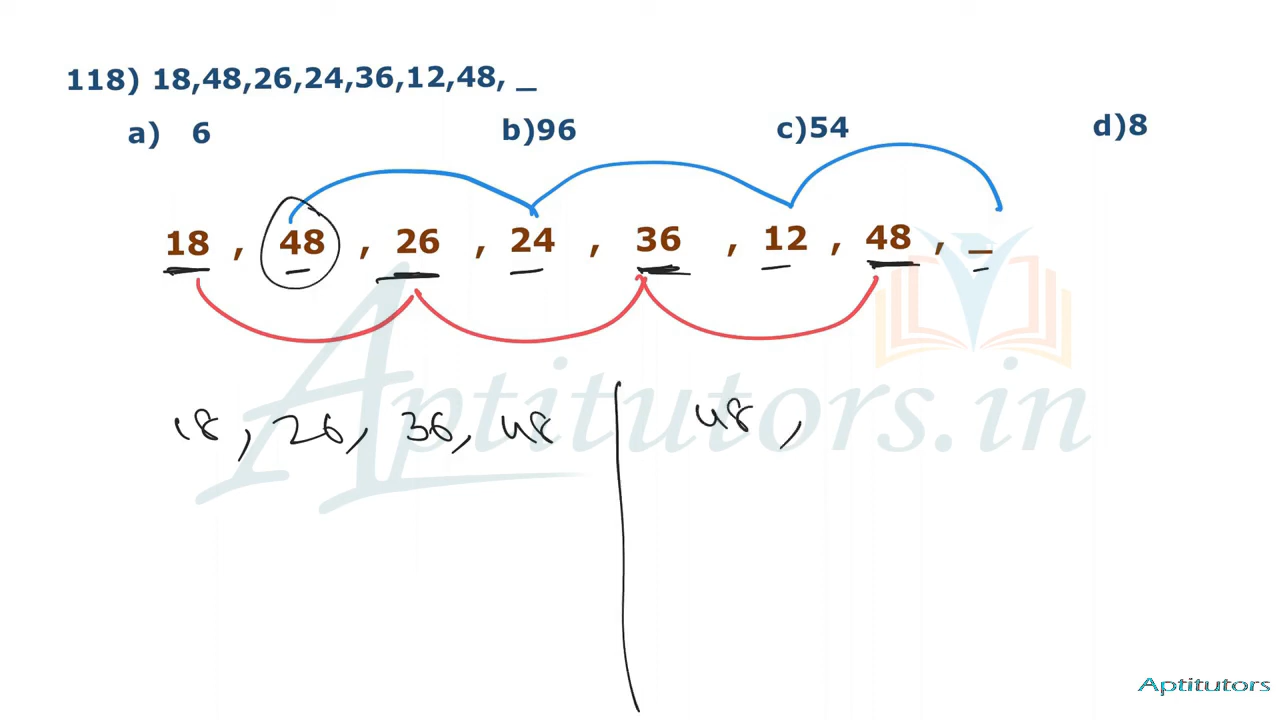 118) 18,48,26,24,36,12,48, _
a) 6 b)96 c)54 d)8
18 , 48 , 26 , 24 , 36 , 12 , 48 , _
18 , 26 , 36 , 48 48 ,
Aptitutors.in
Aptitutors